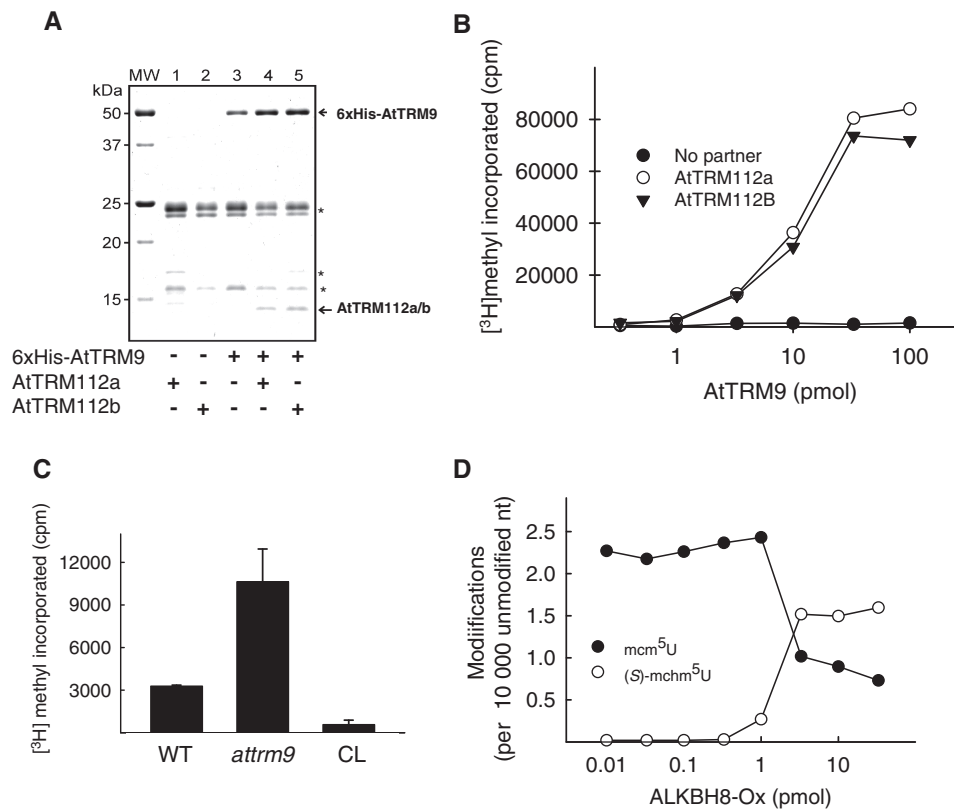 A
MW 1 2 3 4 5
kDa
50
37
25
20
15
6xHis-AtTRM9
*
*
*
AtTRM112a/b
6xHis-AtTRM9 - - + + +
AtTRM112a + - - + -
AtTRM112b - + - - +
B
[³H]methyl incorporated (cpm)
80000
60000
40000
20000
No partner
AtTRM112a
AtTRM112B
1 10 100
AtTRM9 (pmol)
C
[³H] methyl incorporated (cpm)
12000
9000
6000
3000
WT attrm9 CL
D
Modiifications
(per 10 000 unmodified nt)
2.5
2.0
1.5
1.0
0.5
mcm⁵U
(S)-mchm⁵U
0.01 0.1 1 10
ALKBH8-Ox (pmol)